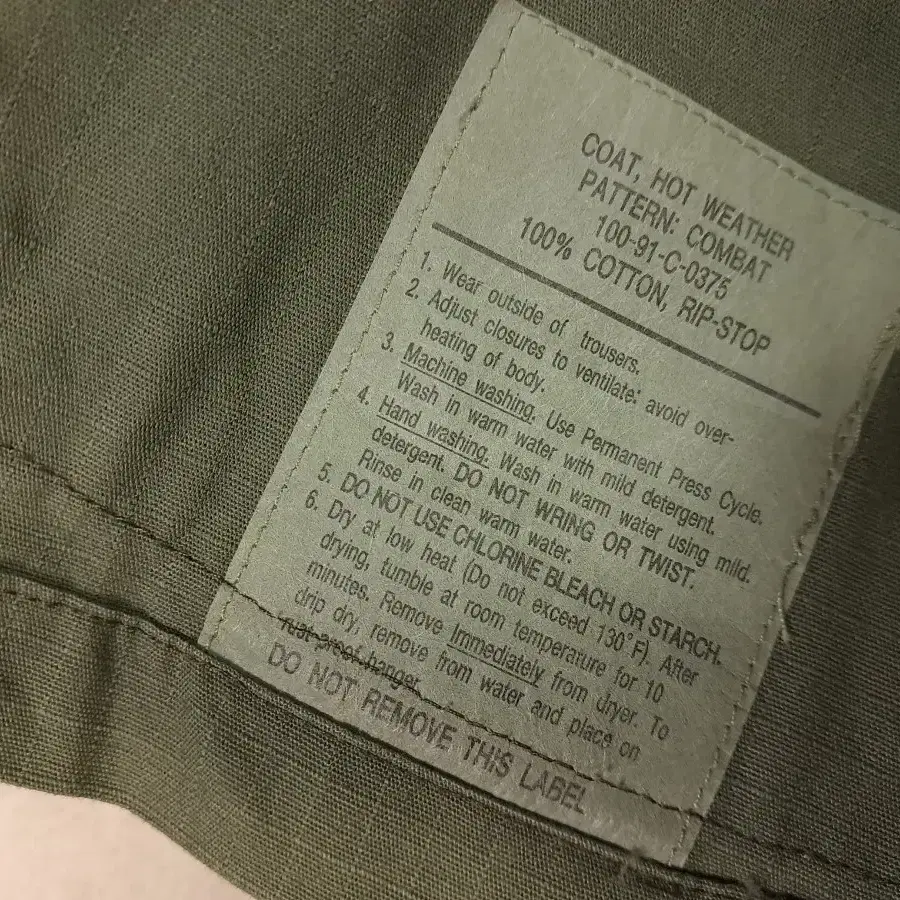 COAT, HOT WEATHER
PATTERN: COMBAT
100-91-C-0375
100% COTTON, RIP-STOP
1. Wear outside of trousers.
2. Adjust closures to ventilate: avoid over-
heating of body.
3. Machine washing. Use Permanent Press Cycle.
Wash in warm water with mild detergent.
4. Hand washing. Wash in warm water using mild.
detergent. DO NOT WRING OR TWIST.
Rinse in clean warm water.
5. DO NOT USE CHLORINE BLEACH OR STARCH.
6. Dry at low heat (Do not exceed 130°F). After
drying, tumble at room temperature for 10
minutes. Remove Immediately from dryer. To
drip dry, remove from water and place on
rust-proof hanger.
DO NOT REMOVE THIS LABEL